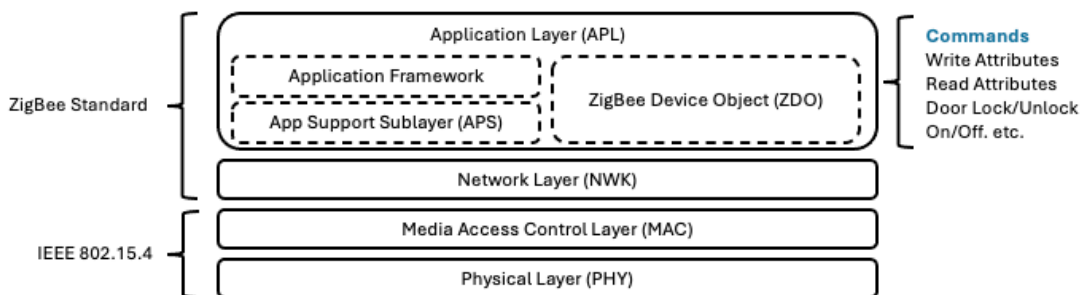 Application Layer (APL)
Application Framework
App Support Sublayer (APS)
ZigBee Device Object (ZDO)
ZigBee Standard
Commands
Write Attributes
Read Attributes
Door Lock/Unlock
On/Off. etc.
Network Layer (NWK)
Media Access Control Layer (MAC)
IEEE 802.15.4
Physical Layer (PHY)